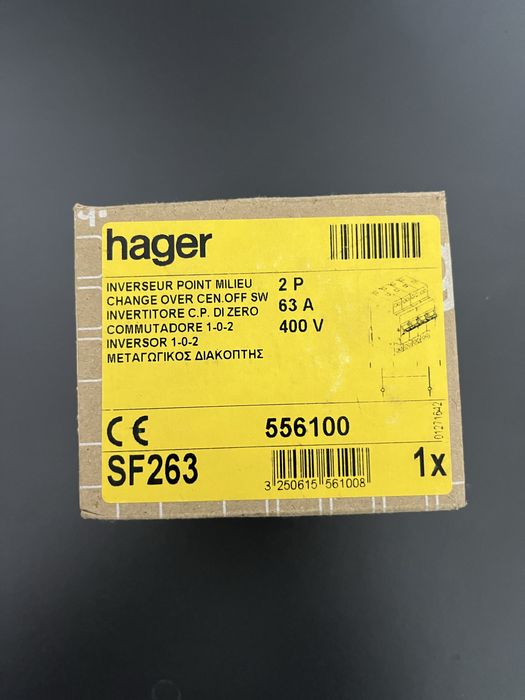 hager
INVERSEUR POINT MILIEU 2 P
CHANGE OVER CEN.OFF SW 63 A
INVERTITORE C.P. DI ZERO 400 V
COMMUTADORE 1-0-2
INVERSOR 1-0-2
ΜΕΤΑΓΩΓΙΚΟΣ ΔΙΑΚΟΠΤΗΣ
01271642
CE 556100
SF263 3 250615 561008 1x